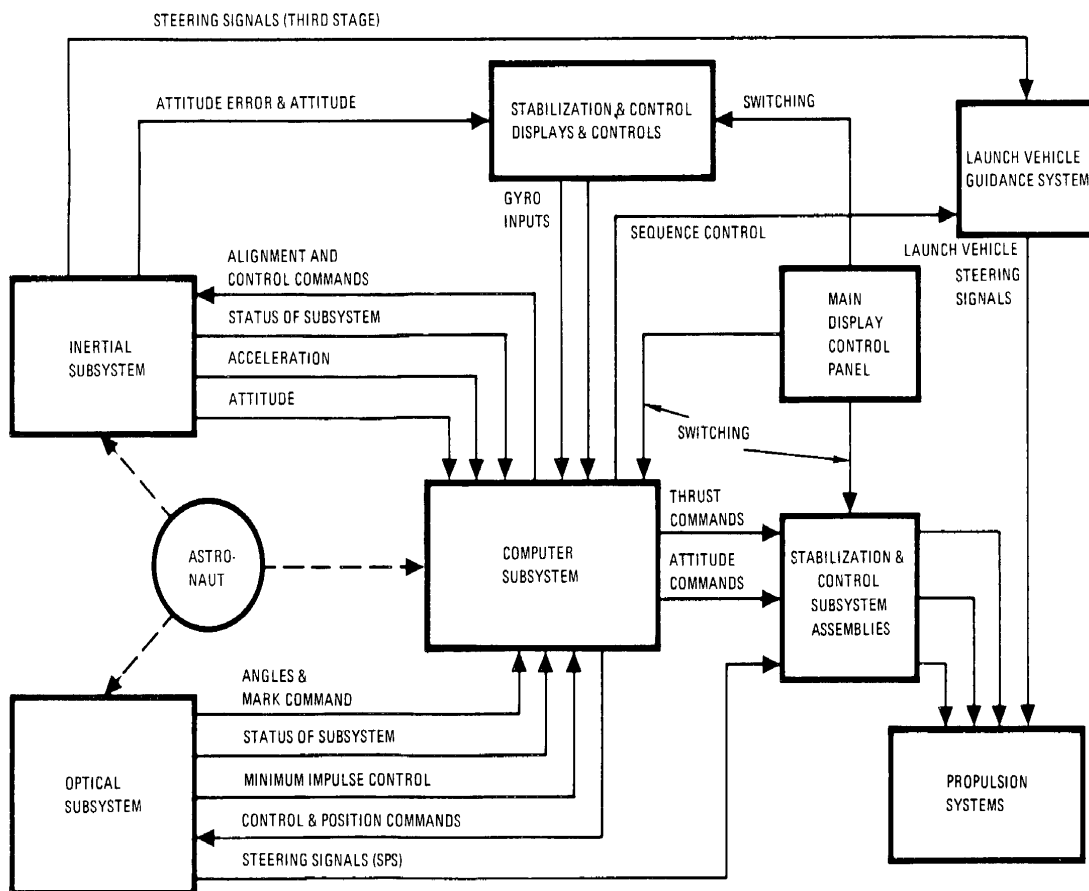 STEERING SIGNALS (THIRD STAGE)
ATTITUDE ERROR & ATTITUDE
STABILIZATION & CONTROL
DISPLAYS & CONTROLS
SWITCHING
LAUNCH VEHICLE
GUIDANCE SYSTEM
GYRO
INPUTS
SEQUENCE CONTROL
LAUNCH VEHICLE
STEERING
SIGNALS
ALIGNMENT AND
CONTROL COMMANDS
STATUS OF SUBSYSTEM
ACCELERATION
ATTITUDE
INERTIAL
SUBSYSTEM
MAIN
DISPLAY
CONTROL
PANEL
SWITCHING
ASTRO-
NAUT
COMPUTER
SUBSYSTEM
THRUST
COMMANDS
ATTITUDE
COMMANDS
STABILIZATION &
CONTROL
SUBSYSTEM
ASSEMBLIES
ANGLES &
MARK COMMAND
STATUS OF SUBSYSTEM
MINIMUM IMPULSE CONTROL
CONTROL & POSITION COMMANDS
STEERING SIGNALS (SPS)
OPTICAL
SUBSYSTEM
PROPULSION
SYSTEMS